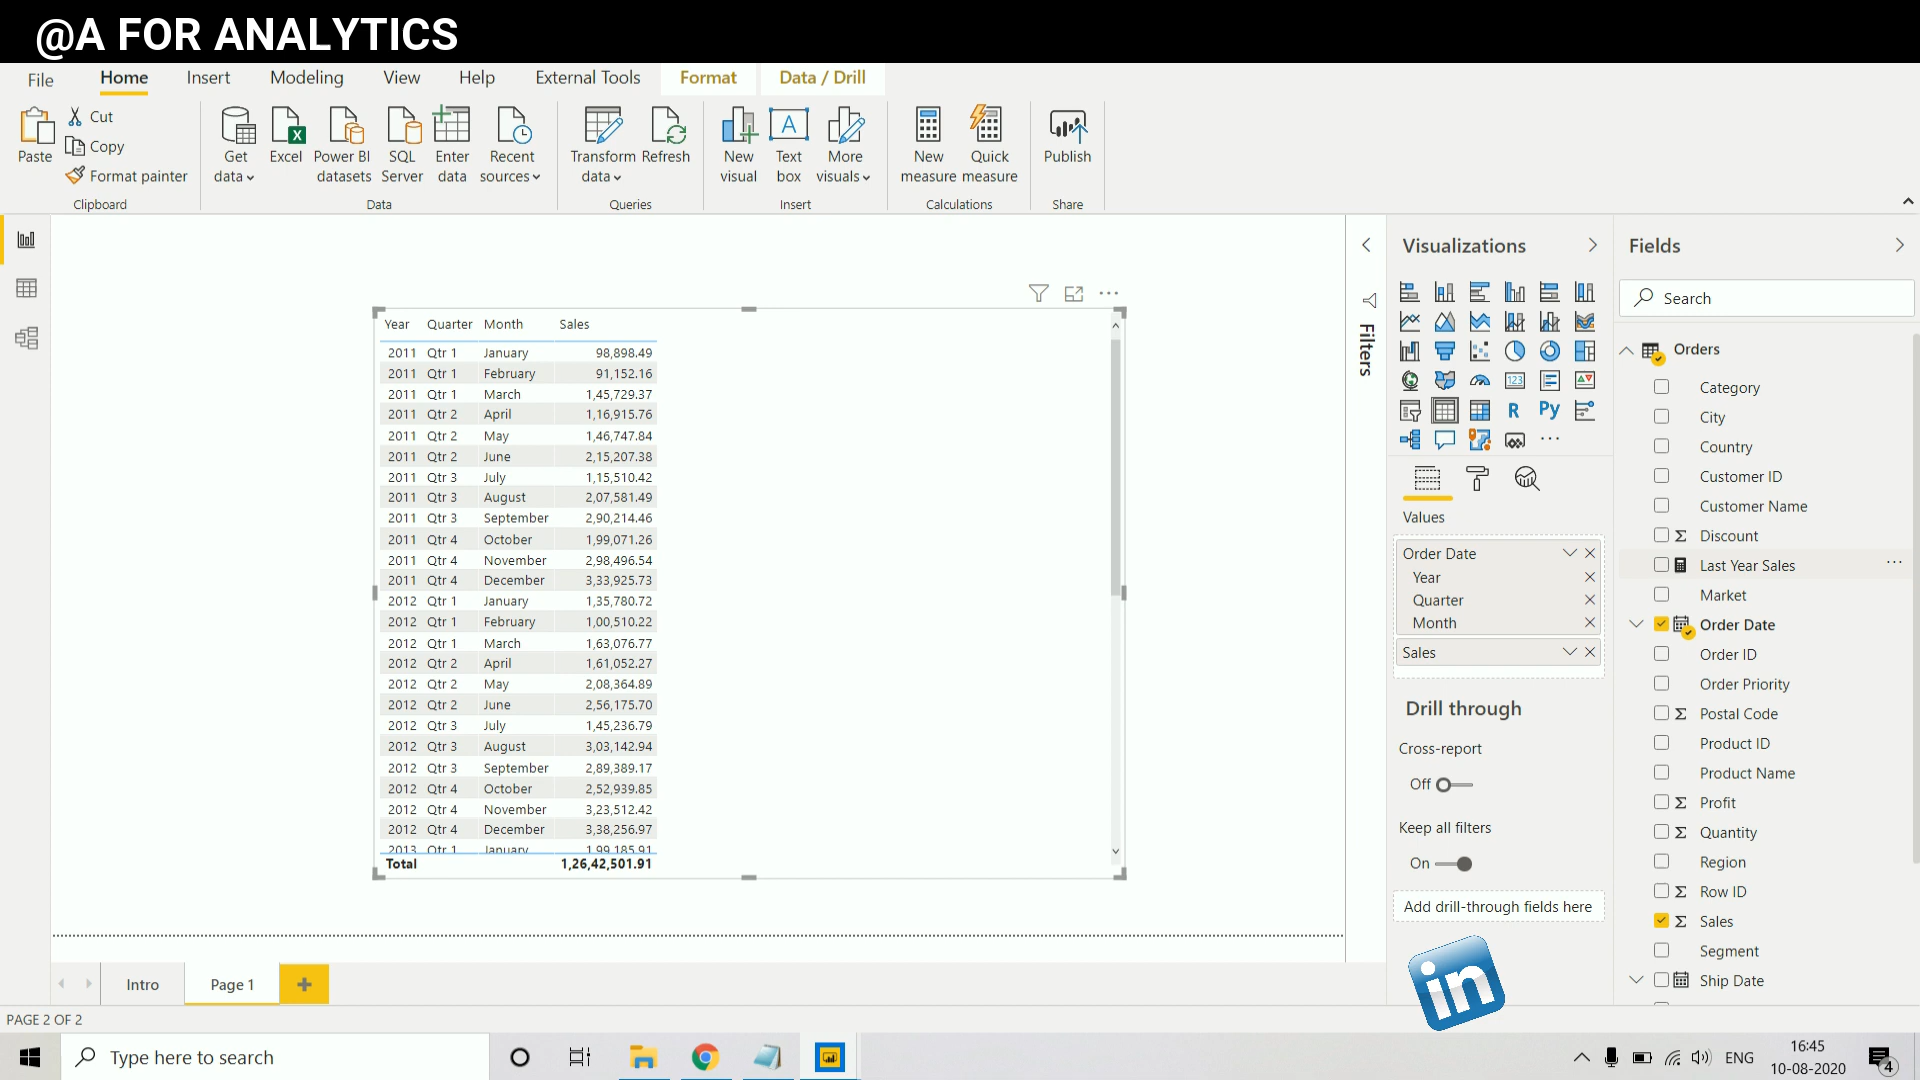 @A FOR ANALYTICS
File Home Insert Modeling View Help External Tools Format Data / Drill
Paste
Cut
Copy
Format painter
Clipboard
Get data
Excel
Power BI datasets
SQL Server
Enter data
Recent sources
Data
Transform data
Refresh
Queries
New visual
Text box
More visuals
Insert
New measure
Quick measure
Calculations
Publish
Share
Year Quarter Month Sales
2011 Qtr 1 January 98,898.49
2011 Qtr 1 February 91,152.16
2011 Qtr 1 March 1,45,729.37
2011 Qtr 2 April 1,16,915.76
2011 Qtr 2 May 1,46,747.84
2011 Qtr 2 June 2,15,207.38
2011 Qtr 3 July 1,15,510.42
2011 Qtr 3 August 2,07,581.49
2011 Qtr 3 September 2,90,214.46
2011 Qtr 4 October 1,99,071.26
2011 Qtr 4 November 2,98,496.54
2011 Qtr 4 December 3,33,925.73
2012 Qtr 1 January 1,35,780.72
2012 Qtr 1 February 1,00,510.22
2012 Qtr 1 March 1,63,076.77
2012 Qtr 2 April 1,61,052.27
2012 Qtr 2 May 2,08,364.89
2012 Qtr 2 June 2,56,175.70
2012 Qtr 3 July 1,45,236.79
2012 Qtr 3 August 3,03,142.94
2012 Qtr 3 September 2,89,389.17
2012 Qtr 4 October 2,52,939.85
2012 Qtr 4 November 3,23,512.42
2012 Qtr 4 December 3,38,256.97
2013 Qtr 1 January 1,99,185.91
Total 1,26,42,501.91
Filters
Visualizations
123
R Py
Values
Order Date
Year
Quarter
Month
Sales
Drill through
Cross-report
Off
Keep all filters
On
Add drill-through fields here
in
Fields
Search
Orders
Category
City
Country
Customer ID
Customer Name
Discount
Last Year Sales
Market
Order Date
Order ID
Order Priority
Postal Code
Product ID
Product Name
Profit
Quantity
Region
Row ID
Sales
Segment
Ship Date
Intro Page 1
PAGE 2 OF 2
Type here to search
ENG
16:45
10-08-2020
4